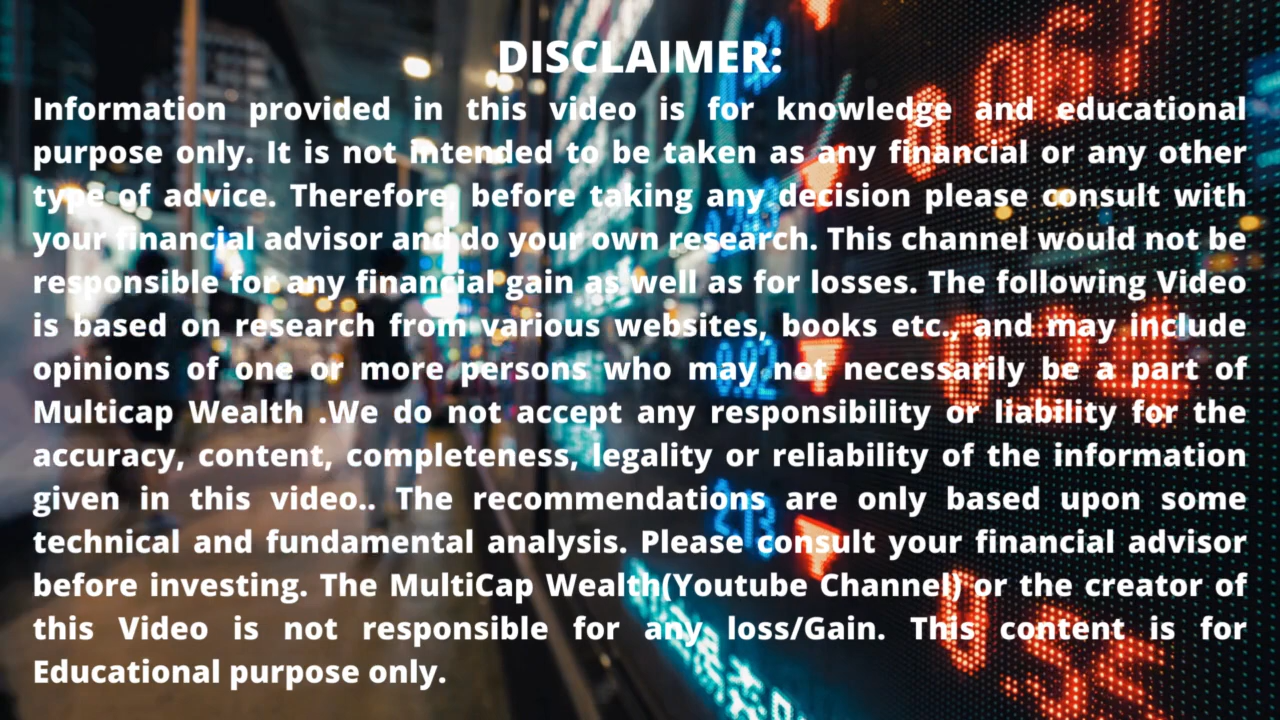 DISCLAIMER:
Information provided in this video is for knowledge and educational
purpose only. It is not intended to be taken as any financial or any other
type of advice. Therefore, before taking any decision please consult with
your financial advisor and do your own research. This channel would not be
responsible for any financial gain as well as for losses. The following Video
is based on research from various websites, books etc., and may include
opinions of one or more persons who may not necessarily be a part of
Multicap Wealth .We do not accept any responsibility or liability for the
accuracy, content, completeness, legality or reliability of the information
given in this video.. The recommendations are only based upon some
technical and fundamental analysis. Please consult your financial advisor
before investing. The MultiCap Wealth(Youtube Channel) or the creator of
this Video is not responsible for any loss/Gain. This content is for
Educational purpose only.